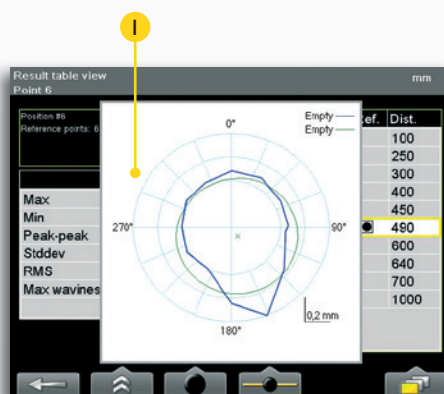 I
Result table view
mm
Point 6
Position #6
Reference points: 6
Max
Min
Peak-peak
Stddev
RMS
Max wavines
Empty
Empty
0°
90°
180°
270°
0,2 mm
ef. Dist.
100
250
300
400
450
490
600
640
700
1000